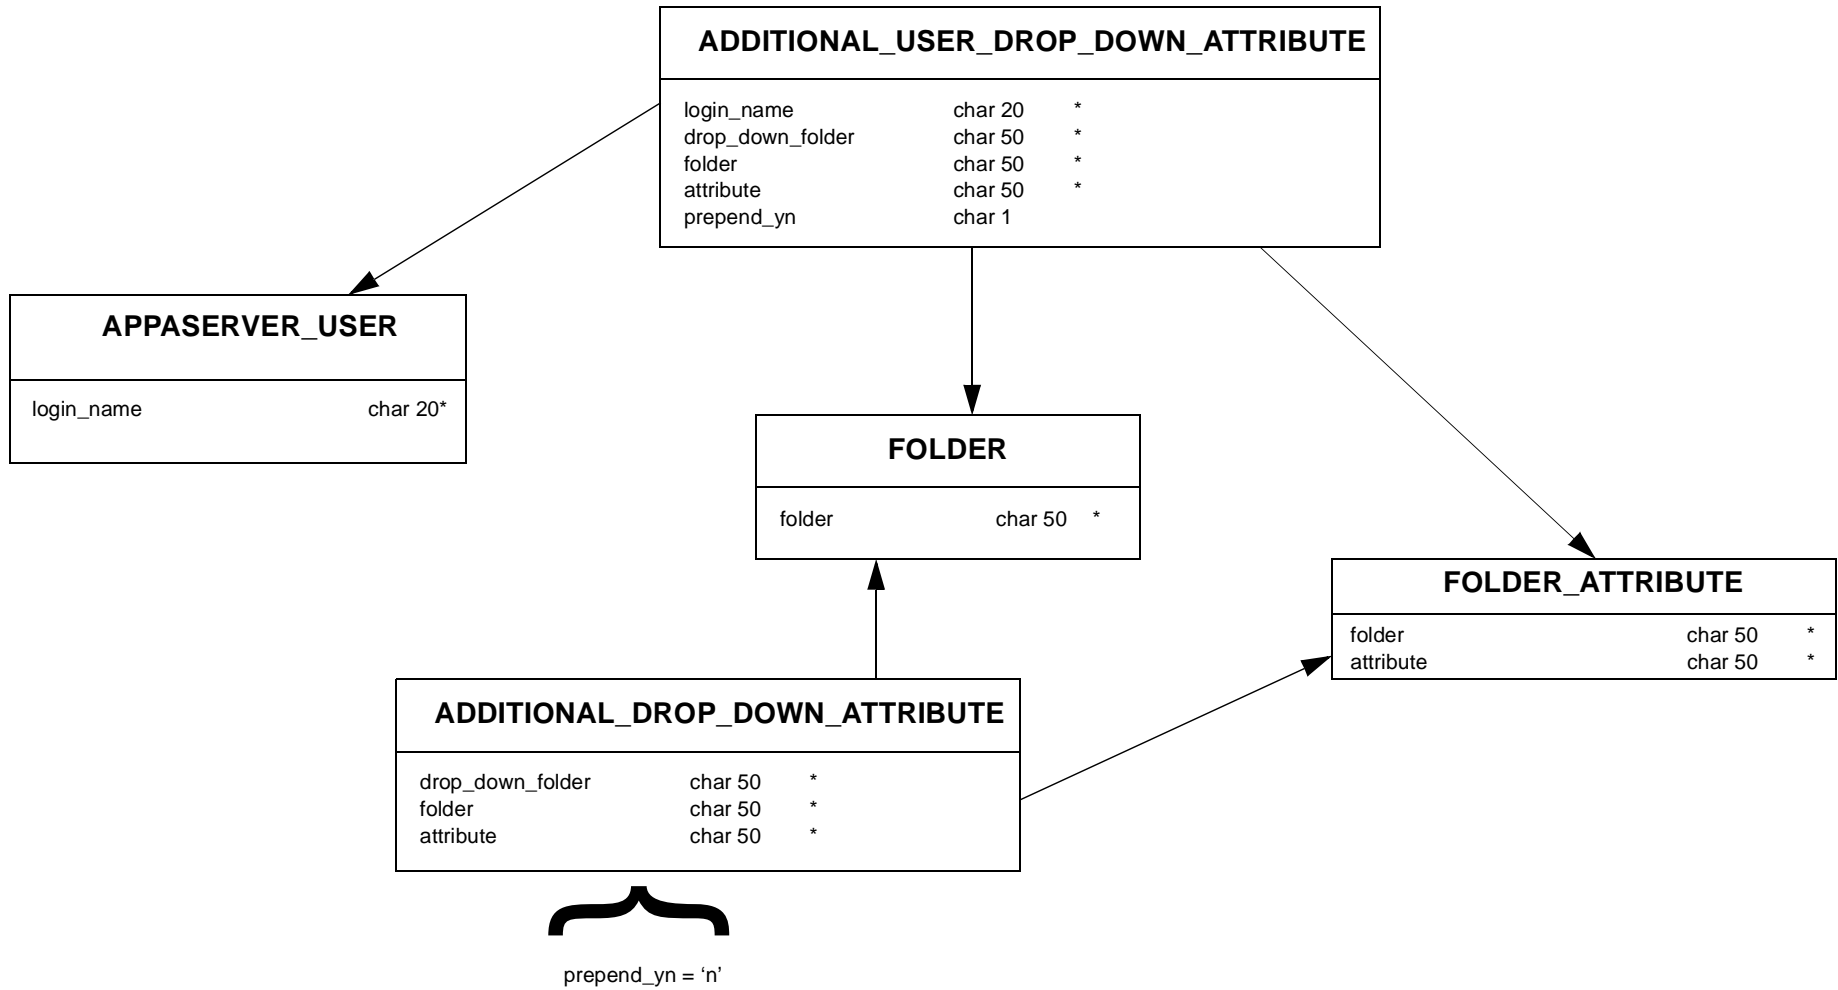 ADDITIONAL_USER_DROP_DOWN_ATTRIBUTE
login_name char 20 *
drop_down_folder char 50 *
folder char 50 *
attribute char 50 *
prepend_yn char 1
APPASERVER_USER
login_name char 20*
FOLDER
folder char 50 *
FOLDER_ATTRIBUTE
folder char 50 *
attribute char 50 *
ADDITIONAL_DROP_DOWN_ATTRIBUTE
drop_down_folder char 50 *
folder char 50 *
attribute char 50 *
prepend_yn = ‘n’